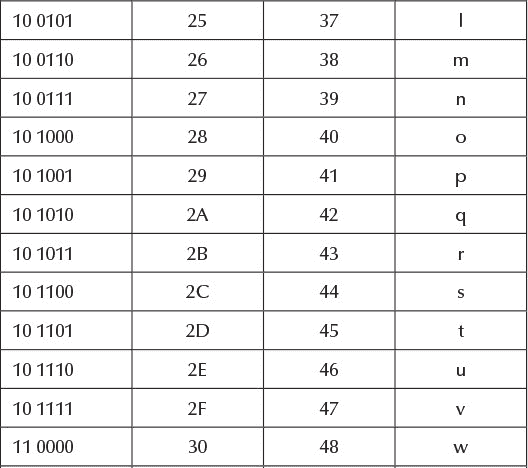 10 0101 25 37 l
10 0110 26 38 m
10 0111 27 39 n
10 1000 28 40 o
10 1001 29 41 p
10 1010 2A 42 q
10 1011 2B 43 r
10 1100 2C 44 s
10 1101 2D 45 t
10 1110 2E 46 u
10 1111 2F 47 v
11 0000 30 48 w